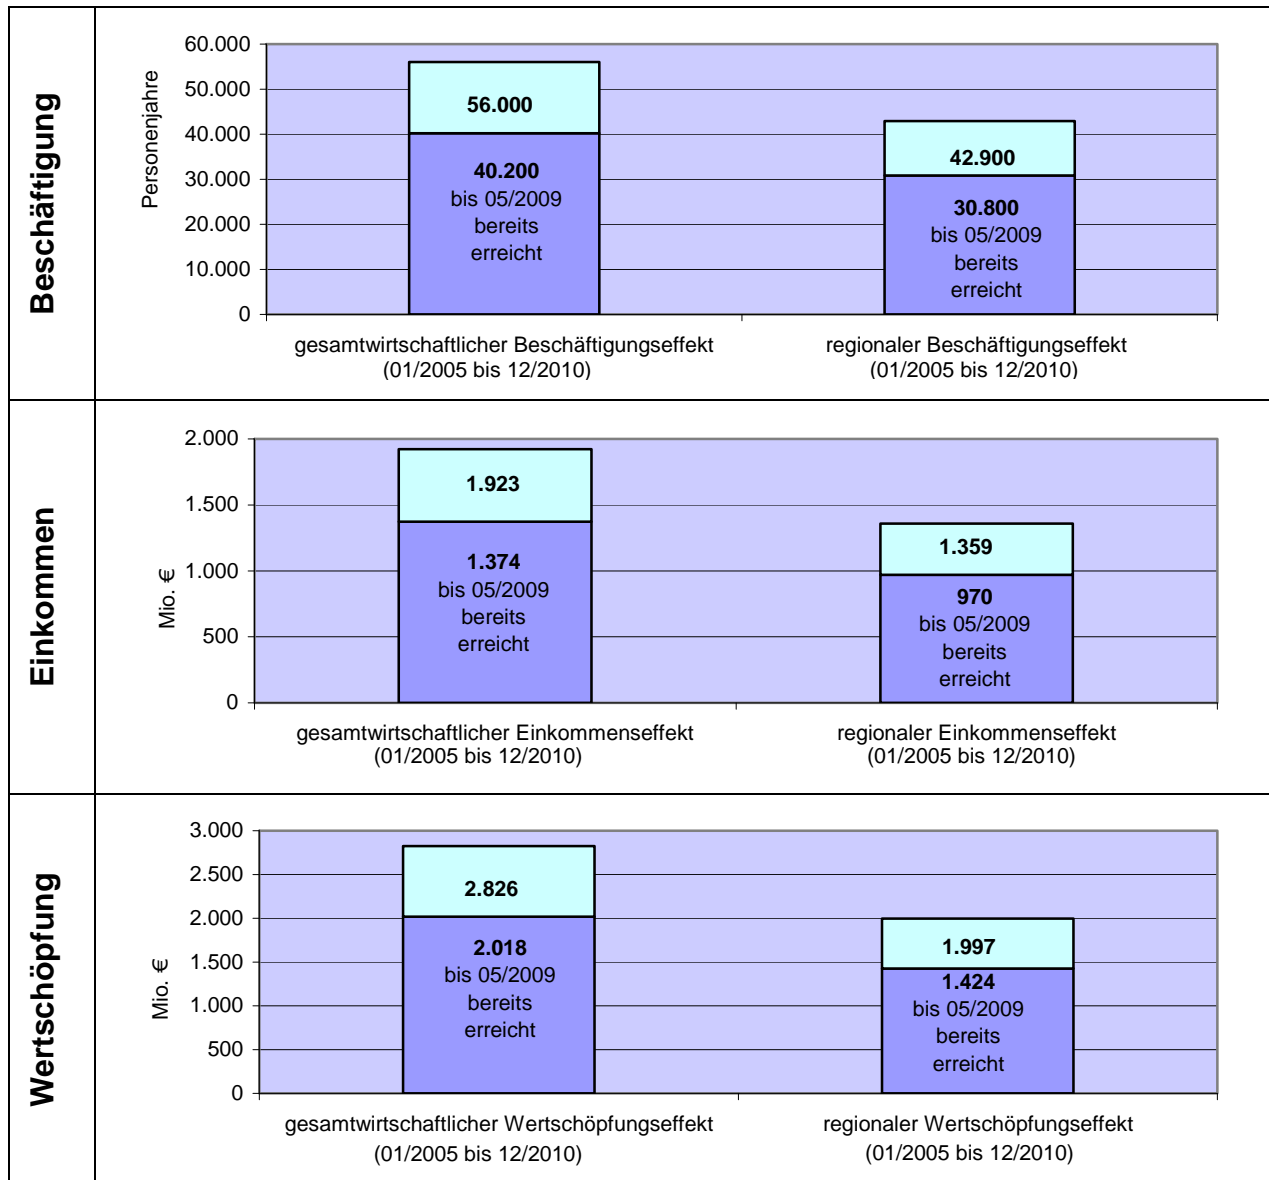 Beschäftigung
Personenjahre
60.000
50.000
40.000
30.000
20.000
10.000
0
56.000
40.200
bis 05/2009
bereits
erreicht
42.900
30.800
bis 05/2009
bereits
erreicht
gesamtwirtschaftlicher Beschäftigungseffekt
(01/2005 bis 12/2010)
regionaler Beschäftigungseffekt
(01/2005 bis 12/2010)
Einkommen
Mio. €
2.000
1.500
1.000
500
0
1.923
1.374
bis 05/2009
bereits
erreicht
1.359
970
bis 05/2009
bereits
erreicht
gesamtwirtschaftlicher Einkommenseffekt
(01/2005 bis 12/2010)
regionaler Einkommenseffekt
(01/2005 bis 12/2010)
Wertschöpfung
Mio. €
3.000
2.500
2.000
1.500
1.000
500
0
2.826
2.018
bis 05/2009
bereits
erreicht
1.997
1.424
bis 05/2009
bereits
erreicht
gesamtwirtschaftlicher Wertschöpfungseffekt
(01/2005 bis 12/2010)
regionaler Wertschöpfungseffekt
(01/2005 bis 12/2010)